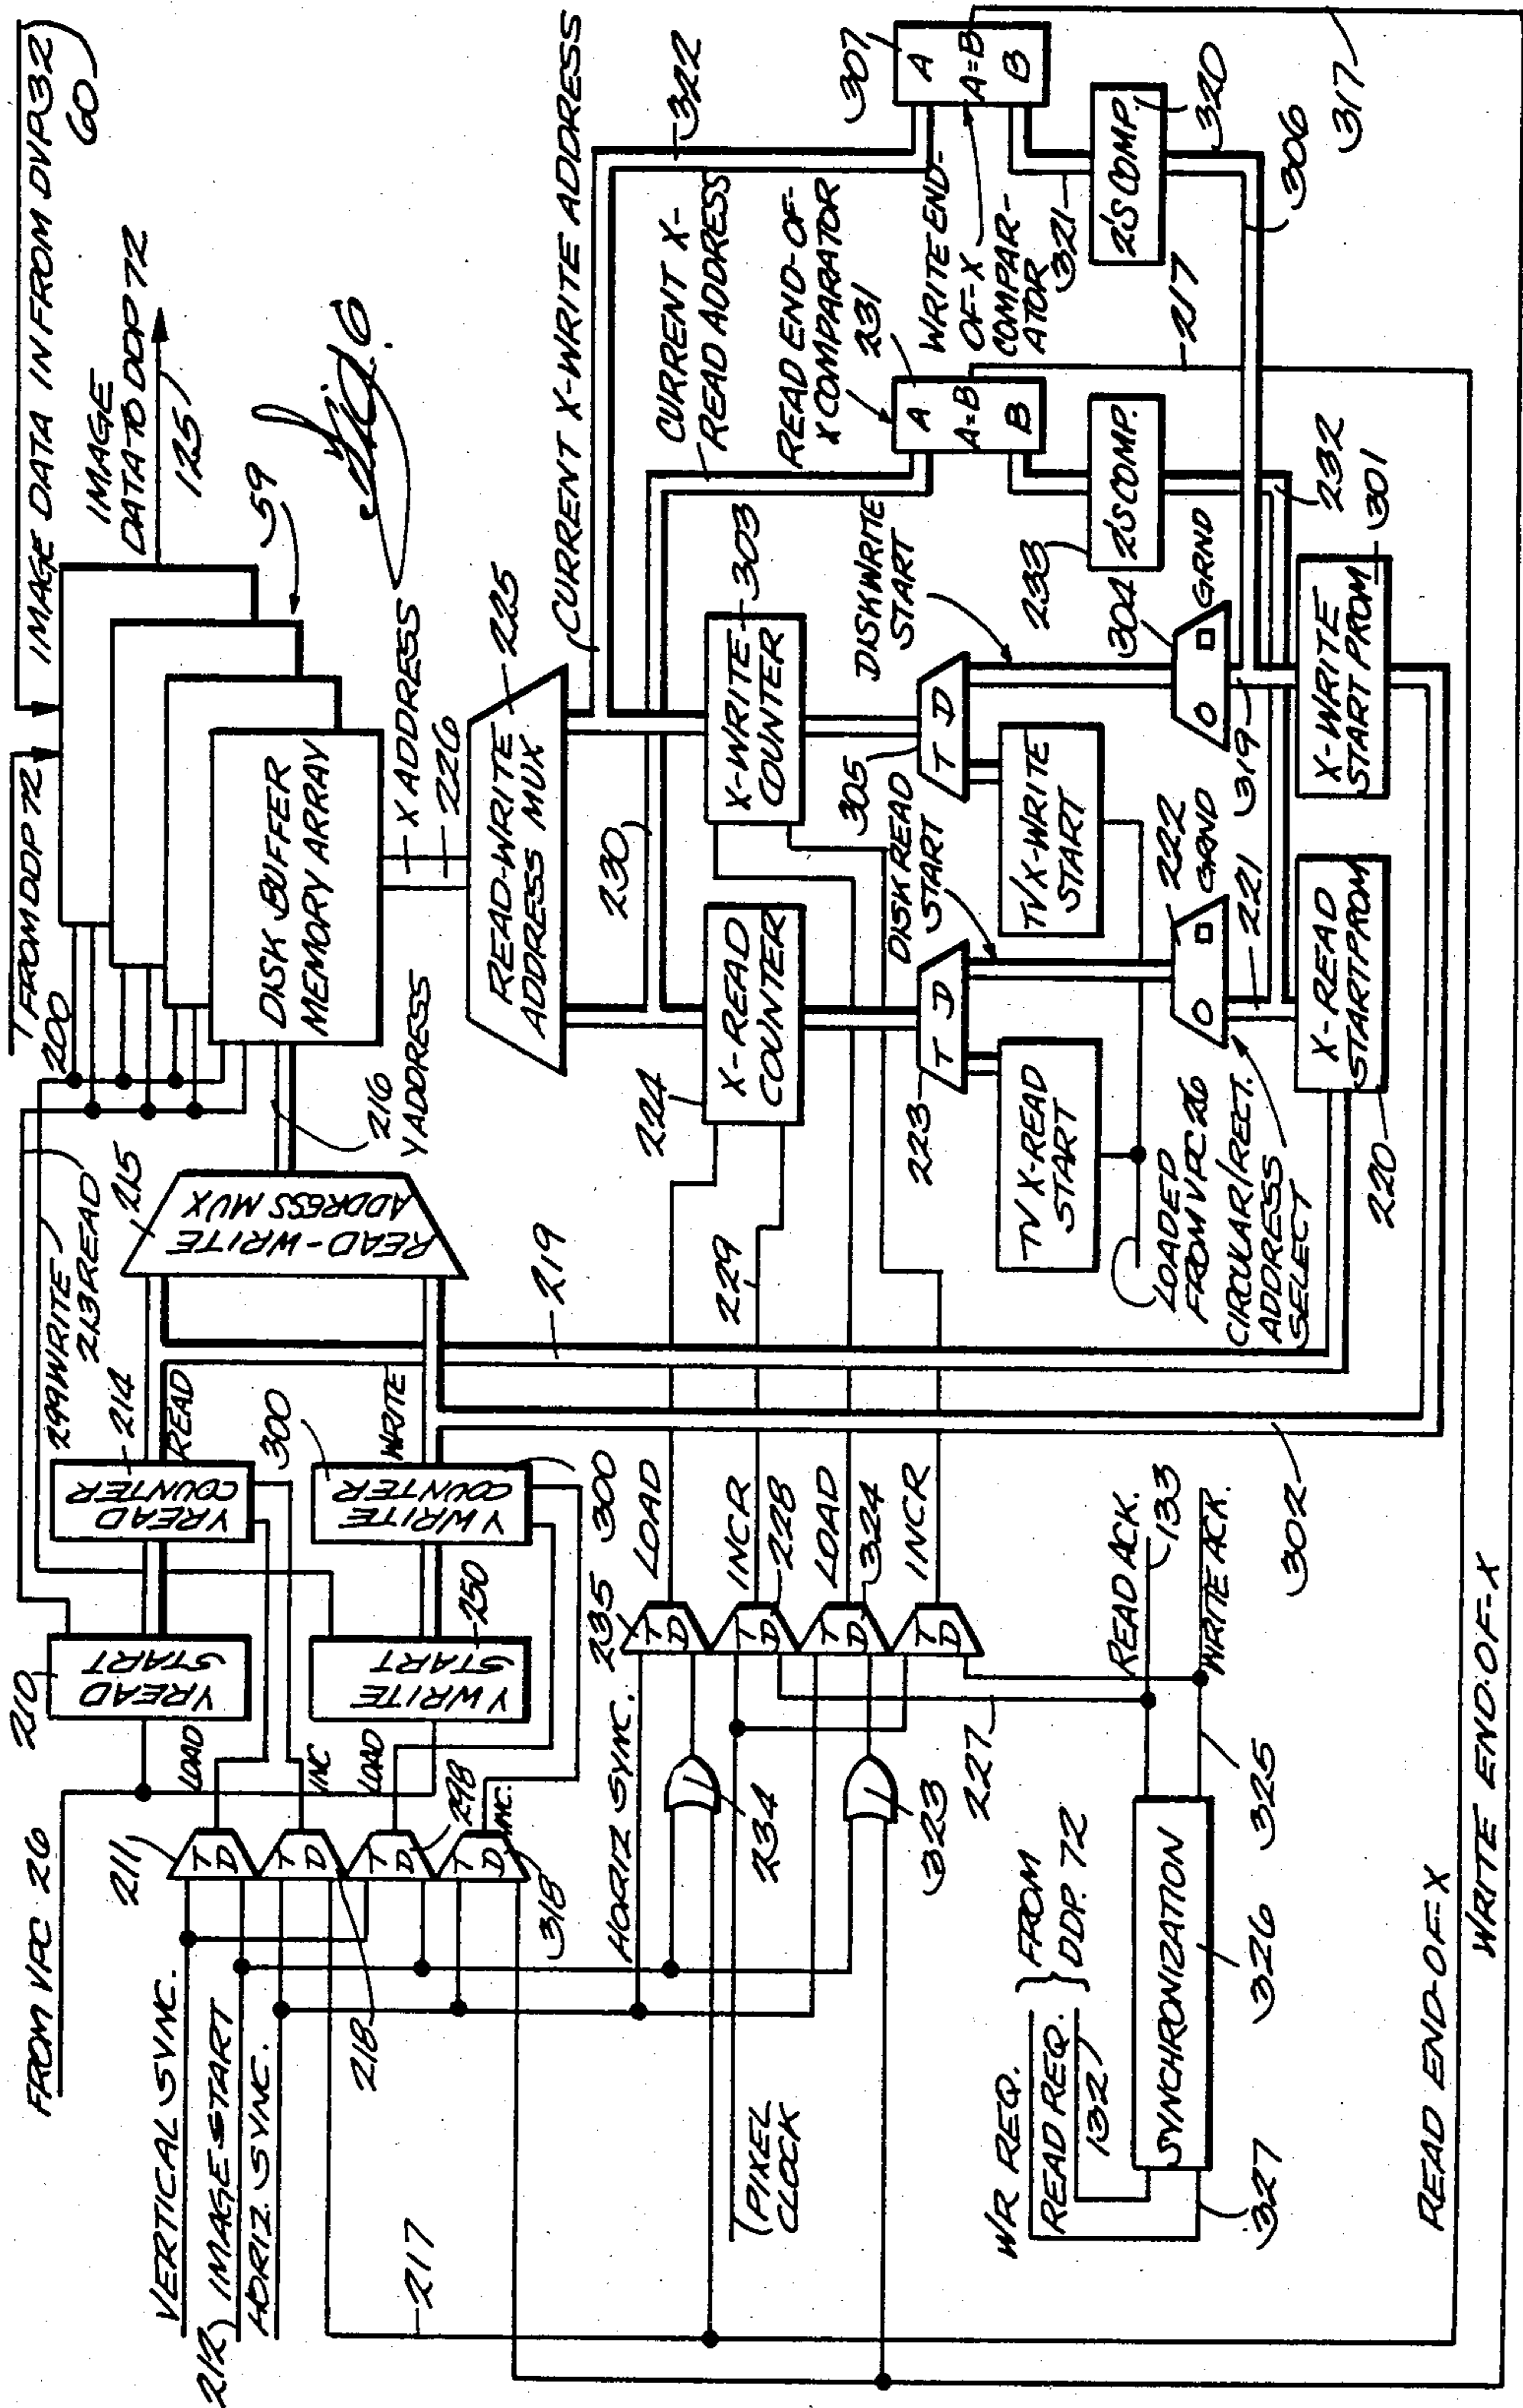 IMAGE DATA IN FROM DVP 32
60
FROM DDP 72
200
IMAGE
DATA TO DDP 72
125
59
Fig. 6
DISK BUFFER
MEMORY ARRAY
X ADDRESS
226
216
Y ADDRESS
READ-WRITE
ADDRESS MUX
225
CURRENT X-WRITE ADDRESS
322
CURRENT X-
READ ADDRESS
READ END-OF-
X COMPARATOR
231
WRITE END-
OF-X
COMPAR-
ATOR
307
A
A=B
B
A
A=B
B
321
2'S COMP.
320
306
317
217
2'S COMP.
233
232
230
X-WRITE
COUNTER
303
X-READ
COUNTER
224
DISK WRITE
START
T D
305
DISK READ
START
T D
223
TV X-WRITE
START
TV X-READ
START
304
GRND
O □
319
222
GRND
O □
221
X-WRITE
START PROM
301
X-READ
START PROM
220
LOADED
FROM VPC 26
CIRCULAR/RECT.
ADDRESS
SELECT
READ-WRITE
ADDRESS MUX
215
299 WRITE
213 READ
214
READ
Y READ
COUNTER
300
WRITE
Y WRITE
COUNTER
300
219
229
302
Y READ
START
210
Y WRITE
START
250
LOAD
INC
LOAD
INC.
FROM VPC 26
211
T D
T D
T D
T D
298
318
218
VERTICAL SYNC.
212
IMAGE START
HORIZ. SYNC.
217
HORIZ SYNC.
235
T D
T D
T D
T D
LOAD
INCR
228
LOAD
324
INCR
234
323
227
PIXEL
CLOCK
WR REQ.
READ REQ.
132
FROM
DDP. 72
SYNCHRONIZATION
READ ACK.
133
WRITE ACK.
325
326
327
READ END-OF-X
WRITE END-OF-X